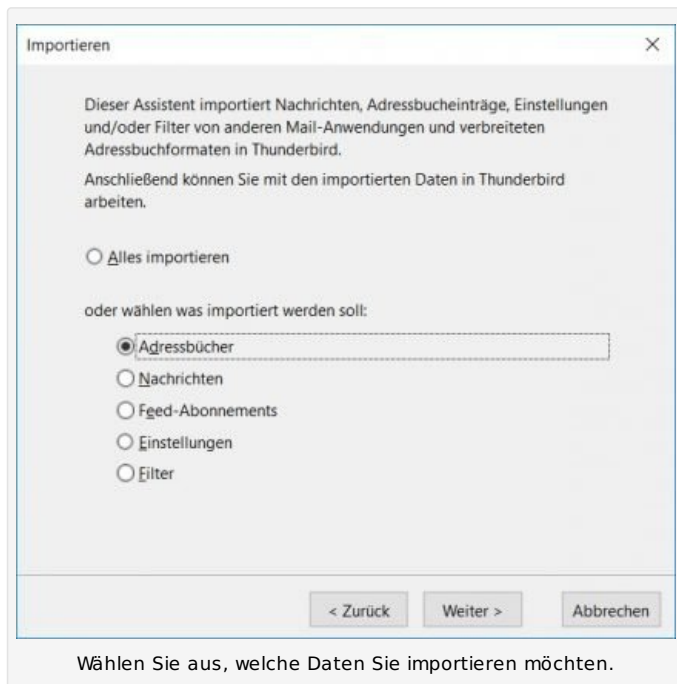 Importieren
Dieser Assistent importiert Nachrichten, Adressbucheinträge, Einstellungen
und/oder Filter von anderen Mail-Anwendungen und verbreiteten
Adressbuchformaten in Thunderbird.
Anschließend können Sie mit den importierten Daten in Thunderbird
arbeiten.
Alles importieren
oder wählen was importiert werden soll:
Adressbücher
Nachrichten
Feed-Abonnements
Einstellungen
Filter
< Zurück Weiter > Abbrechen
Wählen Sie aus, welche Daten Sie importieren möchten.